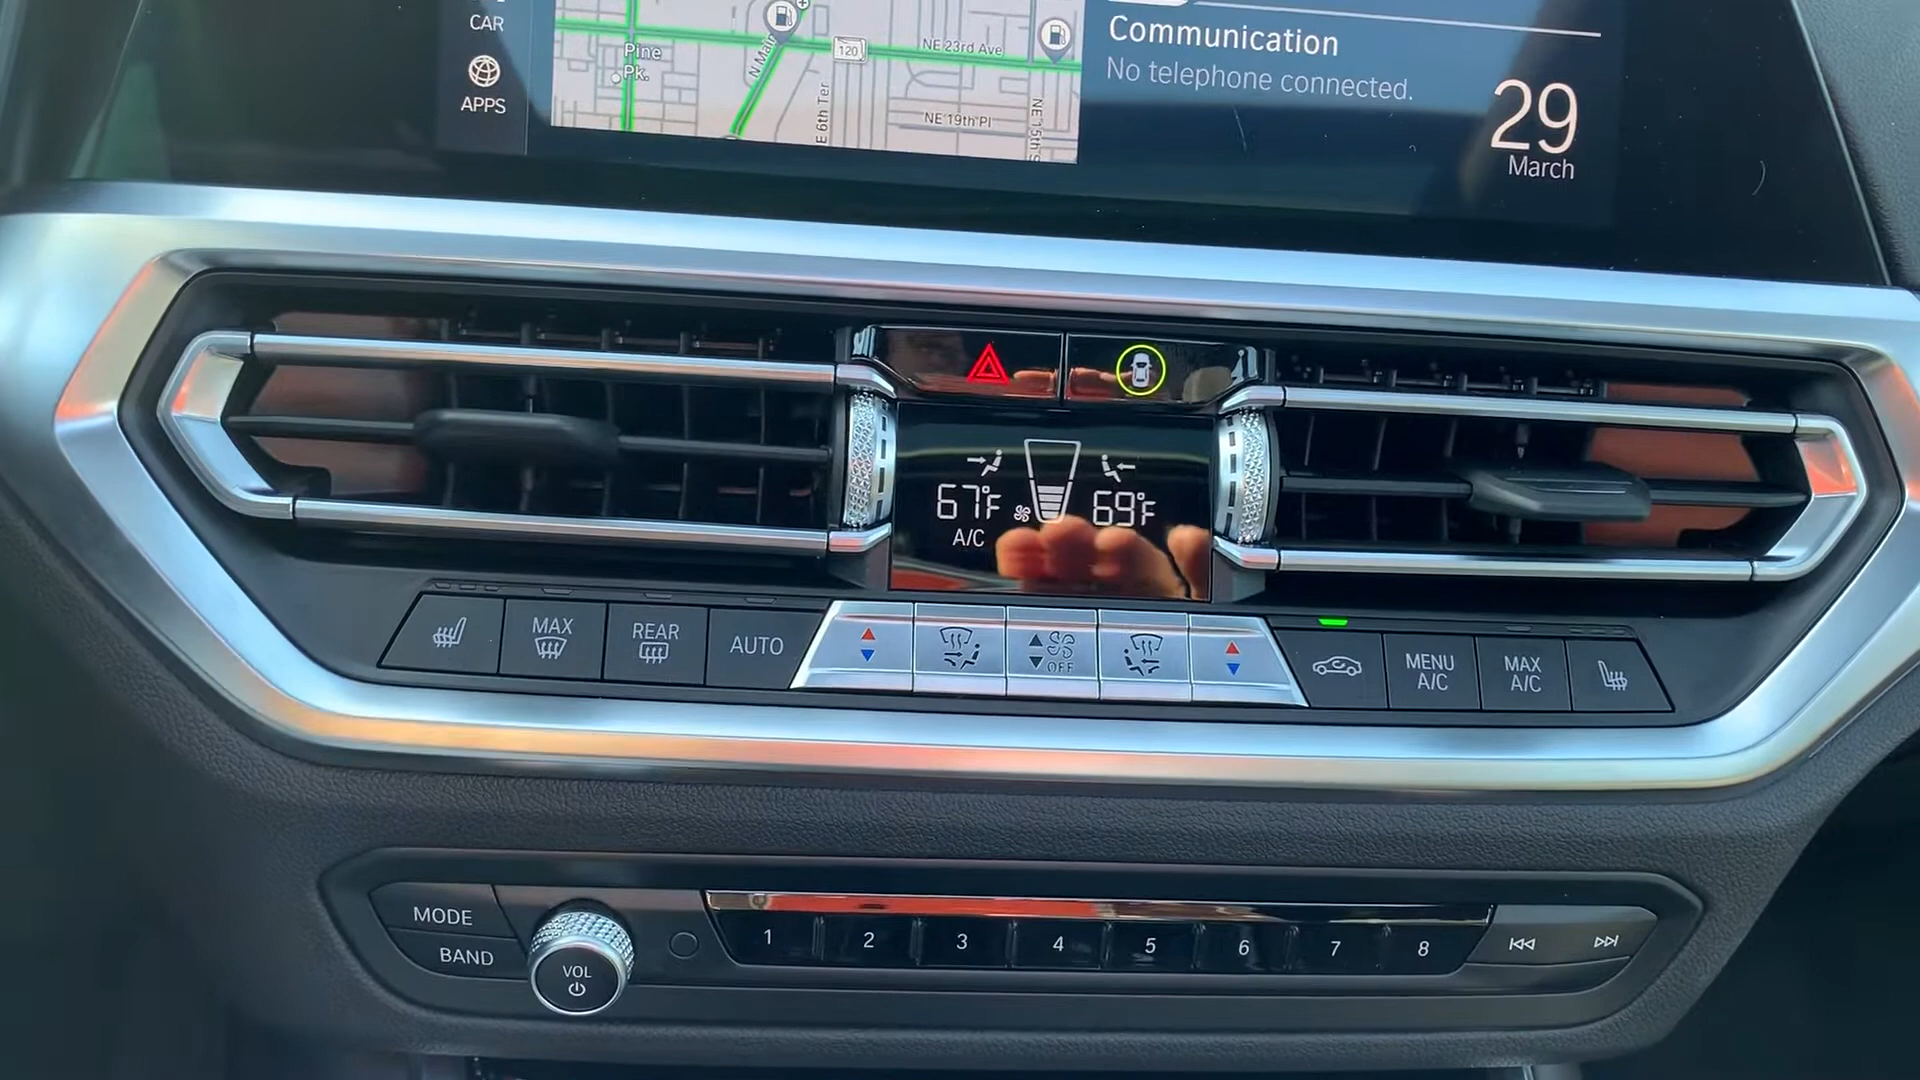 CAR
APPS
Pine
Pk.
N Main
120
NE 23rd Ave
E 6th Ter
NE 19th Pl
NE 15th S
Communication
No telephone connected.
29
March
67°F
69°F
A/C
MAX
REAR
AUTO
OFF
MENU
A/C
MAX
A/C
MODE
BAND
VOL
1 2 3 4 5 6 7 8